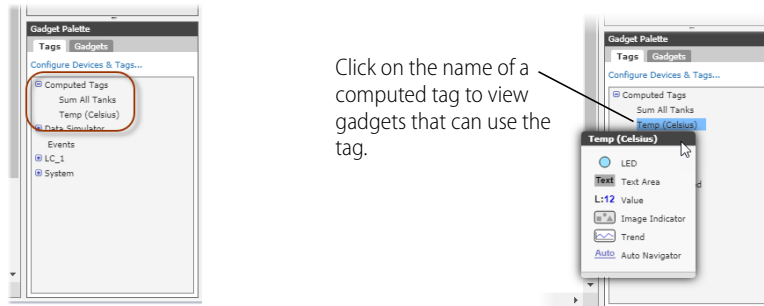 Gadget Palette
Tags Gadgets
Configure Devices & Tags...
Computed Tags
Sum All Tanks
Temp (Celsius)
Data Simulator
Events
LC_1
System
Click on the name of a
computed tag to view
gadgets that can use the
tag.
Gadget Palette
Tags Gadgets
Configure Devices & Tags...
Computed Tags
Sum All Tanks
Temp (Celsius)
Temp (Celsius)
LED
Text Text Area
L:12 Value
Image Indicator
Trend
Auto Auto Navigator